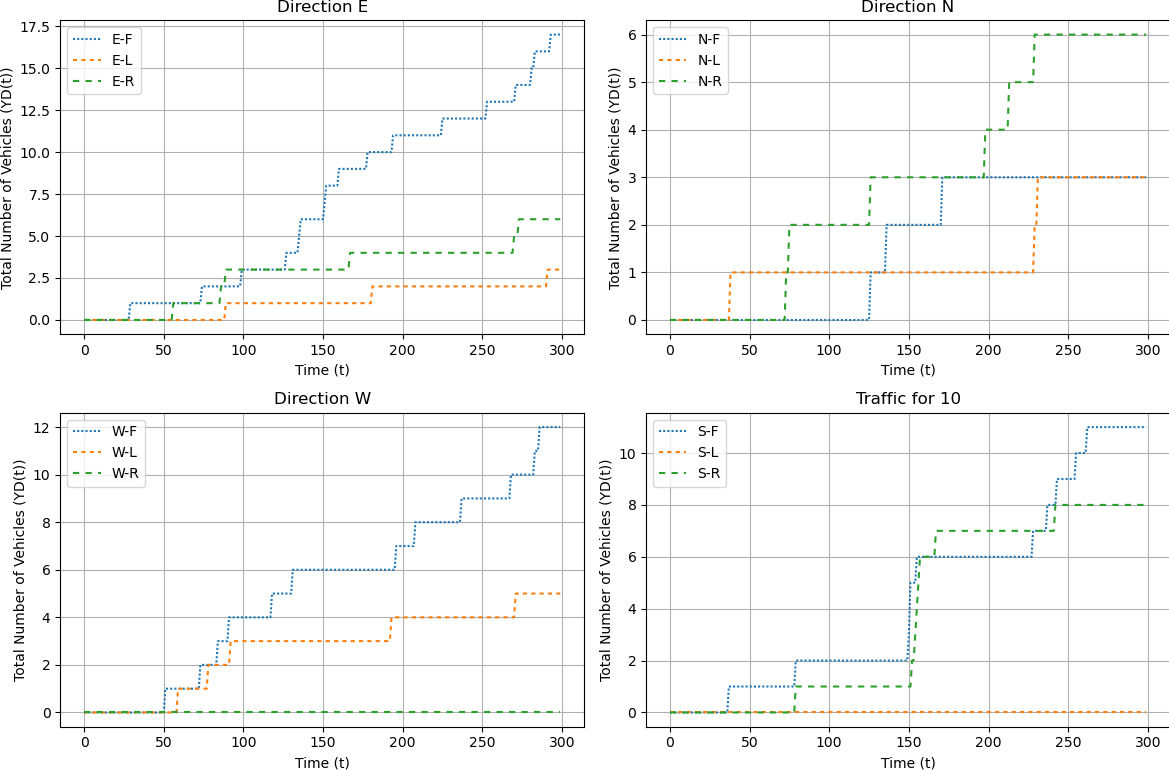 Direction E
Total Number of Vehicles (YD(t))
17.5
15.0
12.5
10.0
7.5
5.0
2.5
0.0
E-F
E-L
E-R
0 50 100 150 200 250 300
Time (t)
Direction N
Total Number of Vehicles (YD(t))
6
5
4
3
2
1
0
N-F
N-L
N-R
0 50 100 150 200 250 300
Time (t)
Direction W
Total Number of Vehicles (YD(t))
12
10
8
6
4
2
0
W-F
W-L
W-R
0 50 100 150 200 250 300
Time (t)
Traffic for 10
Total Number of Vehicles (YD(t))
10
8
6
4
2
0
S-F
S-L
S-R
0 50 100 150 200 250 300
Time (t)